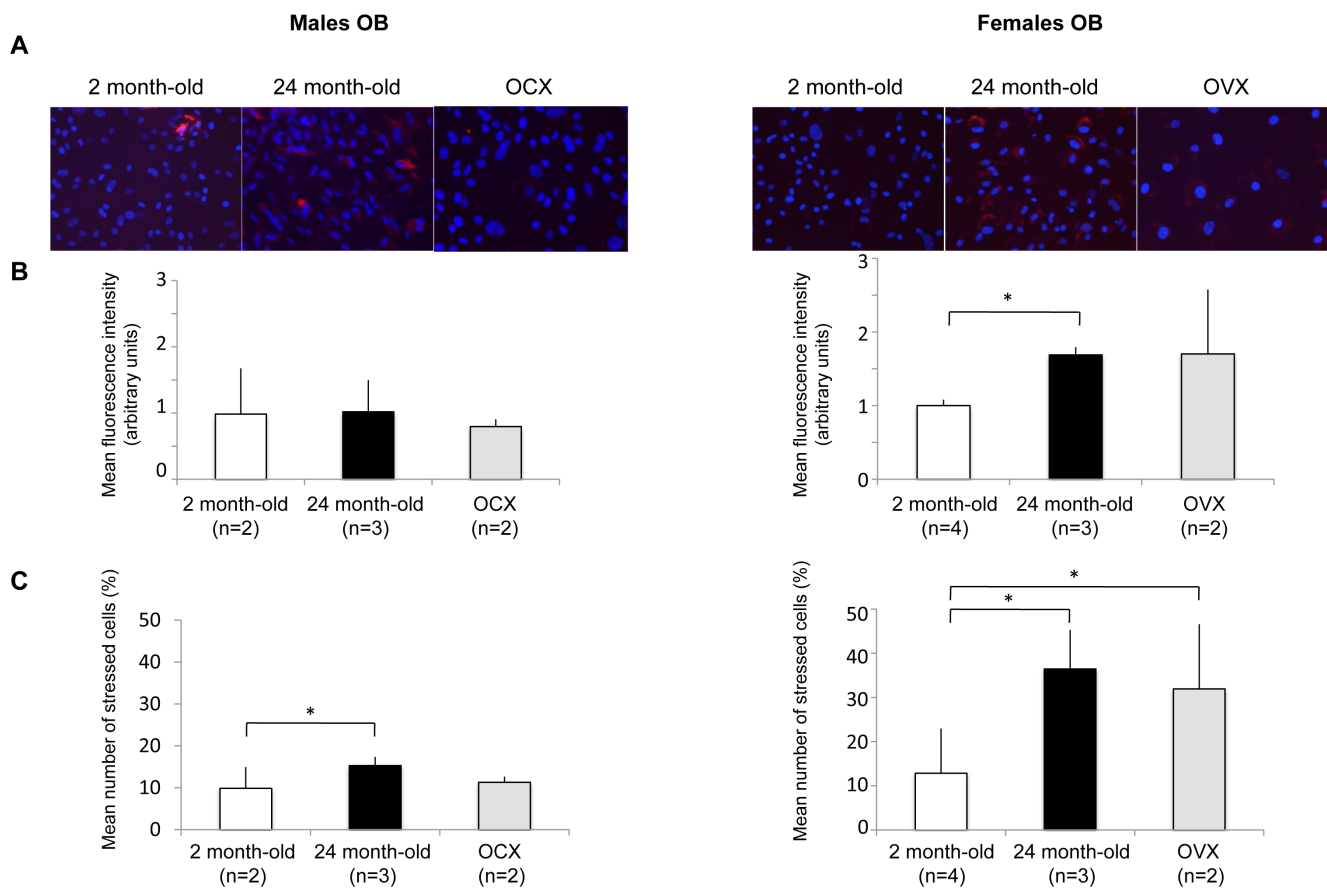 Males OB
Females OB
A
2 month-old
24 month-old
OCX
2 month-old
24 month-old
OVX
B
Mean fluorescence intensity
(arbitrary units)
3
2
1
0
2 month-old
24 month-old
OCX
(n=2)
(n=3)
(n=2)
Mean fluorescence intensity
(arbitrary units)
3
2
1
0
*
2 month-old
24 month-old
OVX
(n=4)
(n=3)
(n=2)
C
Mean number of stressed cells (%)
50
40
30
20
10
0
*
2 month-old
24 month-old
OCX
(n=2)
(n=3)
(n=2)
Mean number of stressed cells (%)
50
40
30
20
10
0
*
*
2 month-old
24 month-old
OVX
(n=4)
(n=3)
(n=2)